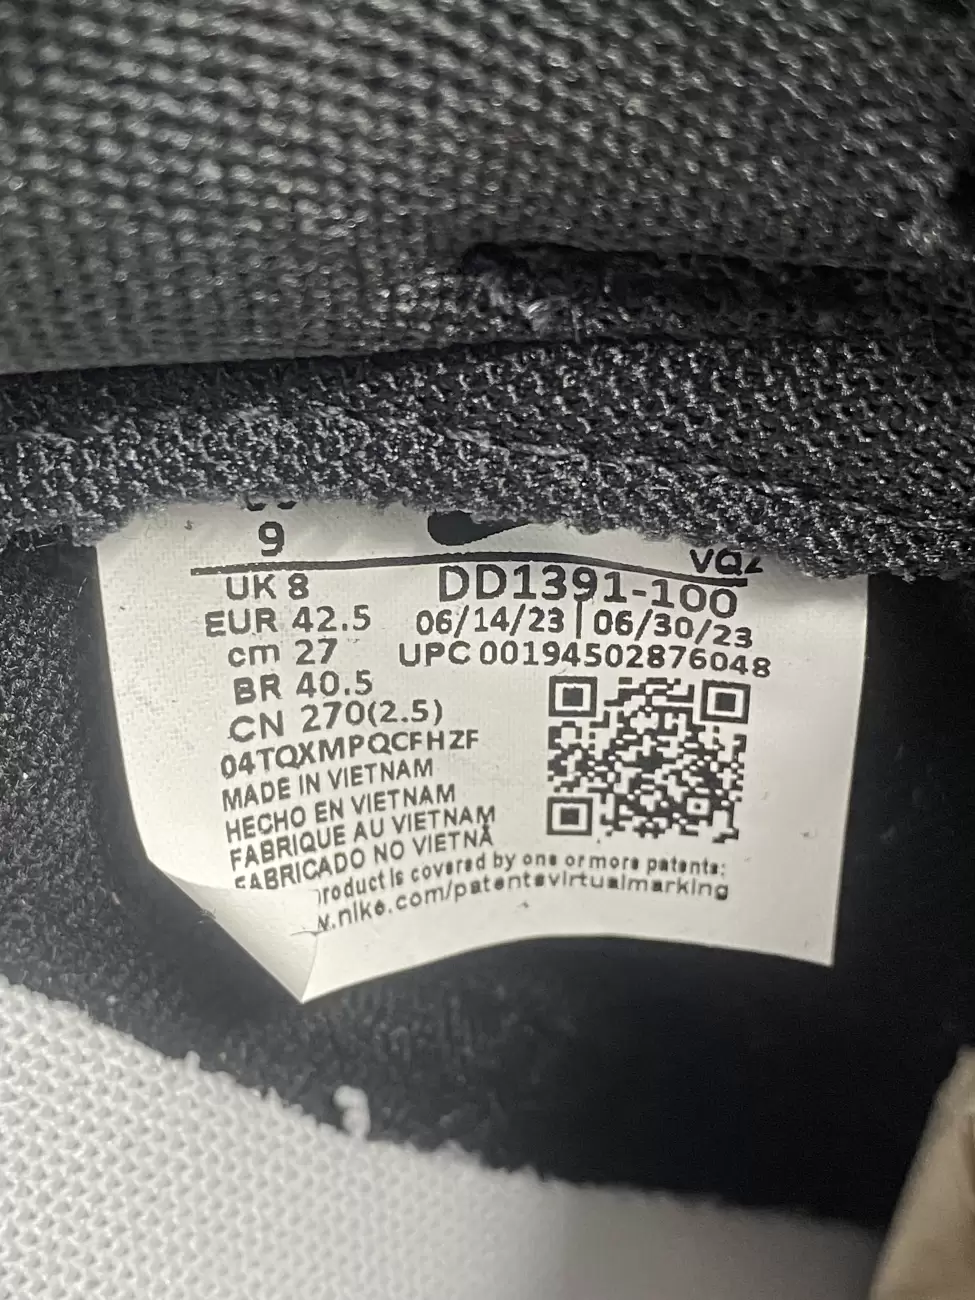 9
VQ
UK 8
DD1391-100
EUR 42.5
06/14/23 | 06/30/23
cm 27
UPC 00194502876048
BR 40.5
CN 270(2.5)
04TQXMPQCFHZF
MADE IN VIETNAM
HECHO EN VIETNAM
FABRIQUE AU VIETNAM
FABRICADO NO VIETNÃ
roduct is covered by one or more patents:
w.nike.com/patentsvirtualmarking